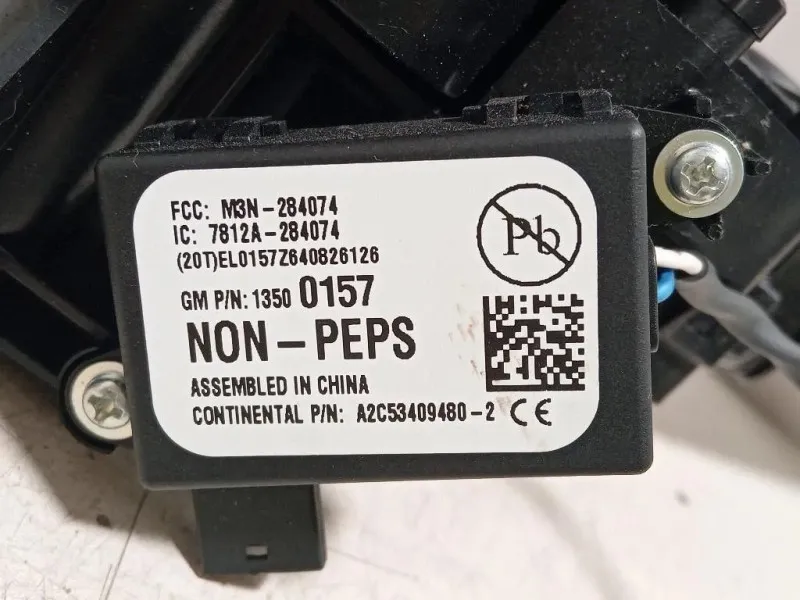 FCC: M3N-284074
IC: 7812A-284074
(20T)EL0157Z640826126
GM P/N: 1350 0157
NON-PEPS
ASSEMBLED IN CHINA
CONTINENTAL P/N: A2C53409480-2 CE
Pb